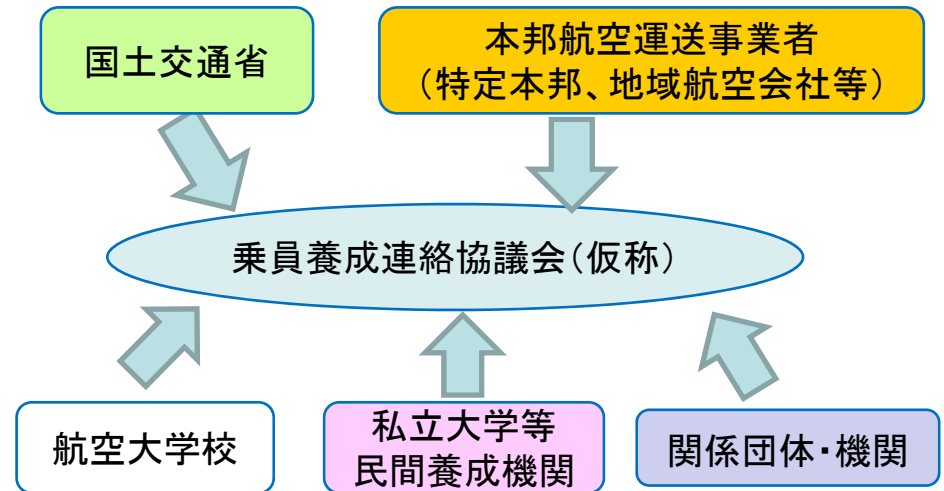 国土交通省
本邦航空運送事業者
（特定本邦、地域航空会社等）
乗員養成連絡協議会（仮称）
航空大学校
私立大学等
民間養成機関
関係団体・機関